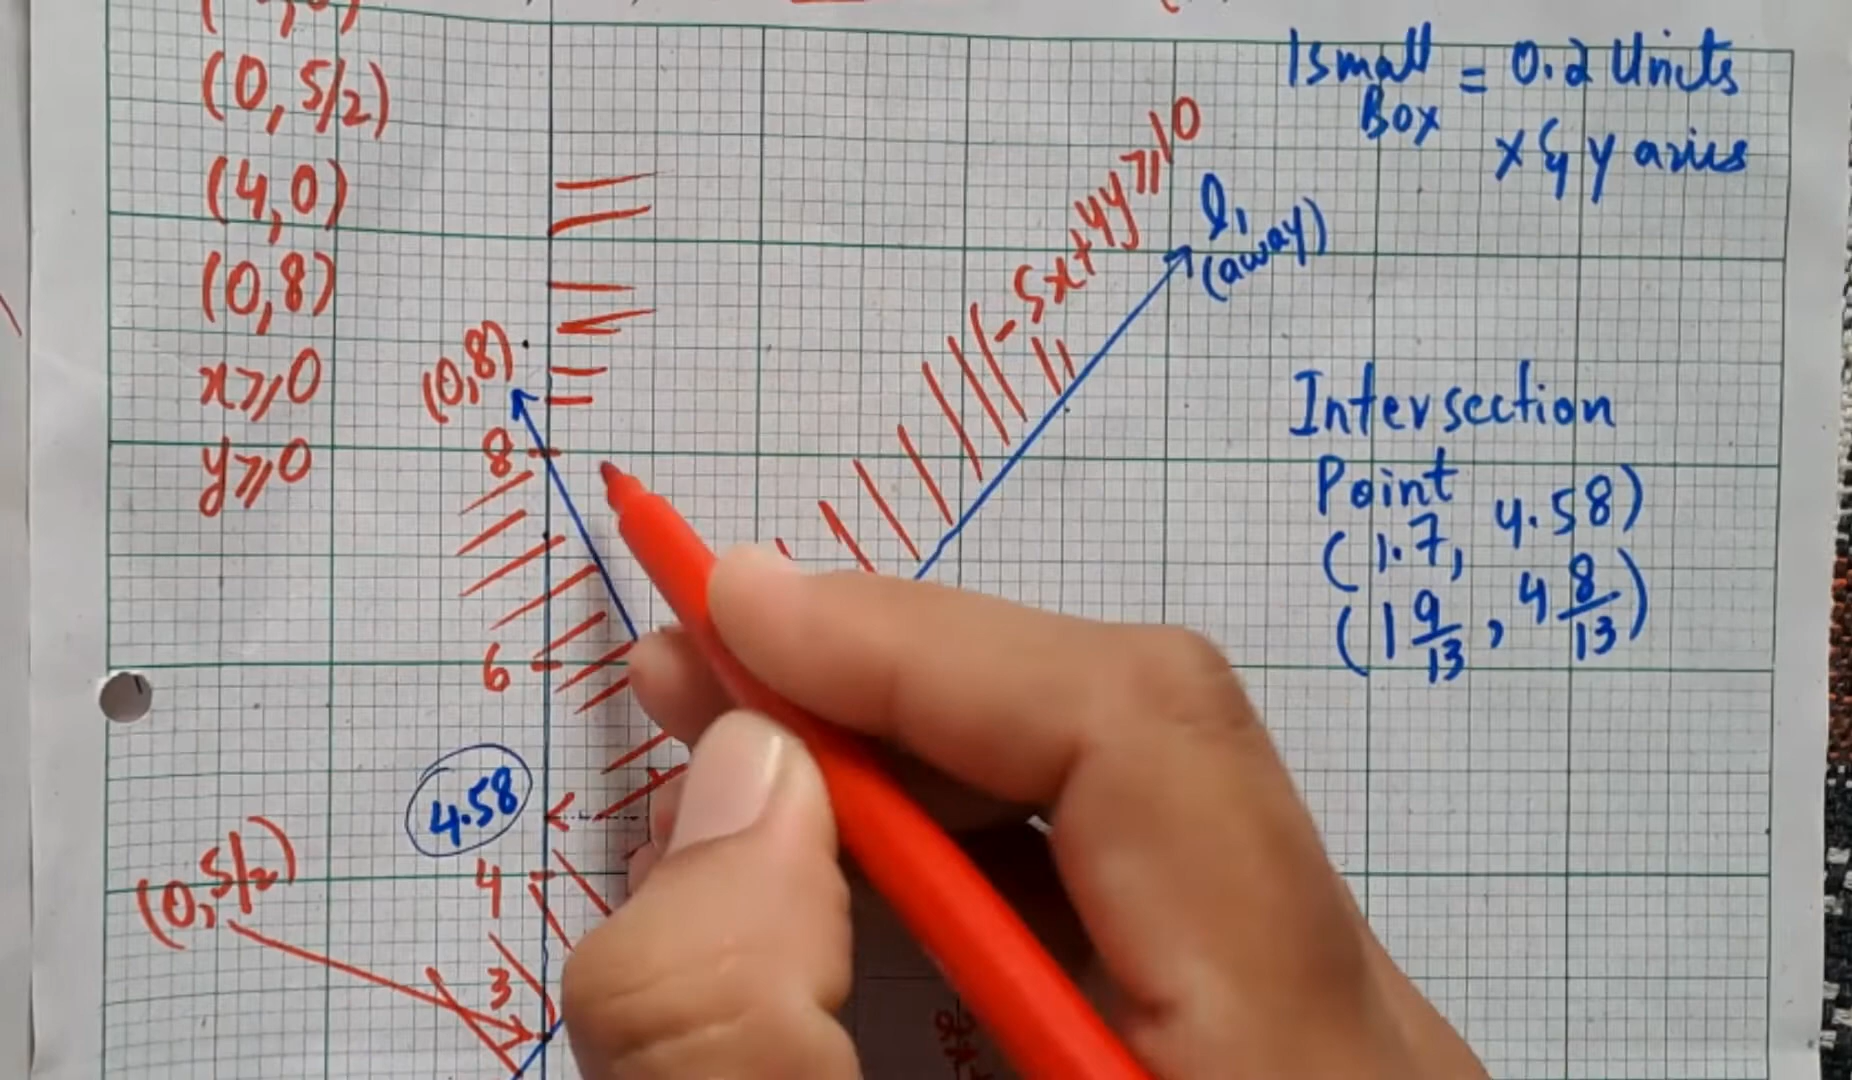 (0, 5/2)
(4,0)
(0,8)
x⩾0
y⩾0
1 Small Box = 0.2 Units
x & y axies
-5x+4y⩾10
l₁
(away)
(0,8)
8
6
4.58
4
3
(0, 5/2)
Intersection
Point
(1.7, 4.58)
(1 9/13, 4 8/13)